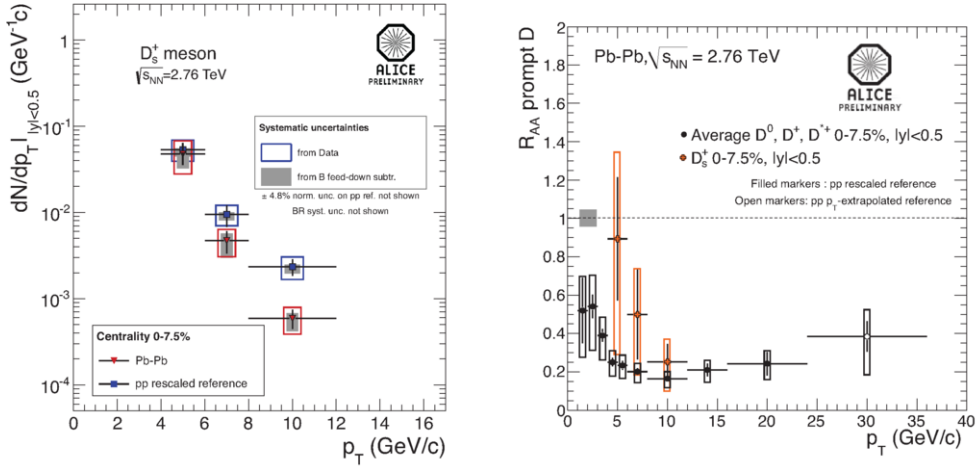 dN/dp_T|_|y|<0.5 (GeV⁻¹c)
1
10⁻¹
10⁻²
10⁻³
10⁻⁴
D_s⁺ meson
√s_NN=2.76 TeV
ALICE
PRELIMINARY
Systematic uncertainties
from Data
from B feed-down subtr.
± 4.8% norm. unc. on pp ref. not shown
BR syst. unc. not shown
Centrality 0-7.5%
Pb-Pb
pp rescaled reference
0 2 4 6 8 10 12 14 16
p_T (GeV/c)
R_AA prompt D
2
1.8
1.6
1.4
1.2
1
0.8
0.6
0.4
0.2
0
Pb-Pb,√s_NN = 2.76 TeV
ALICE
PRELIMINARY
Average D⁰, D⁺, D*⁺ 0-7.5%, |y|<0.5
D_s⁺ 0-7.5%, |y|<0.5
Filled markers : pp rescaled reference
Open markers: pp p_T-extrapolated reference
0 5 10 15 20 25 30 35 40
p_T (GeV/c)